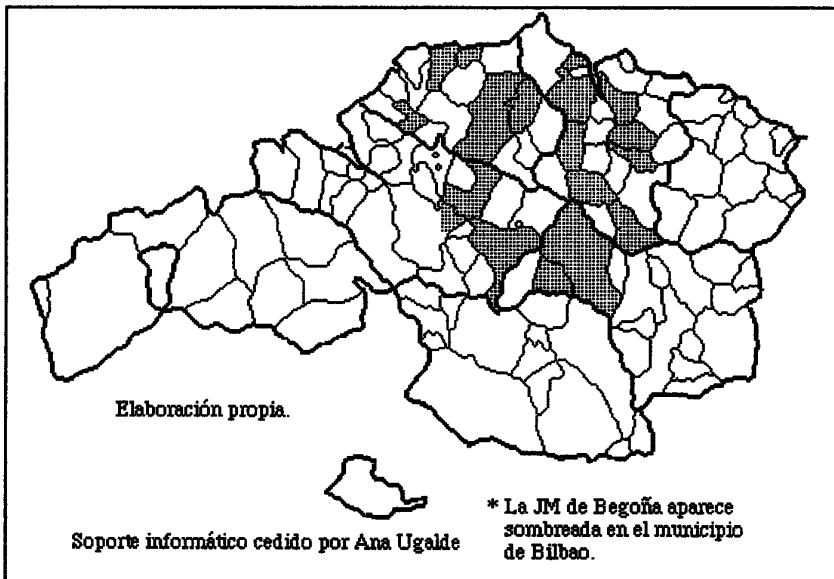 Elaboración propia.
* La JM de Begoña aparece
sombreada en el municipio
de Bilbao.
Soporte informático cedido por Ana Ugalde